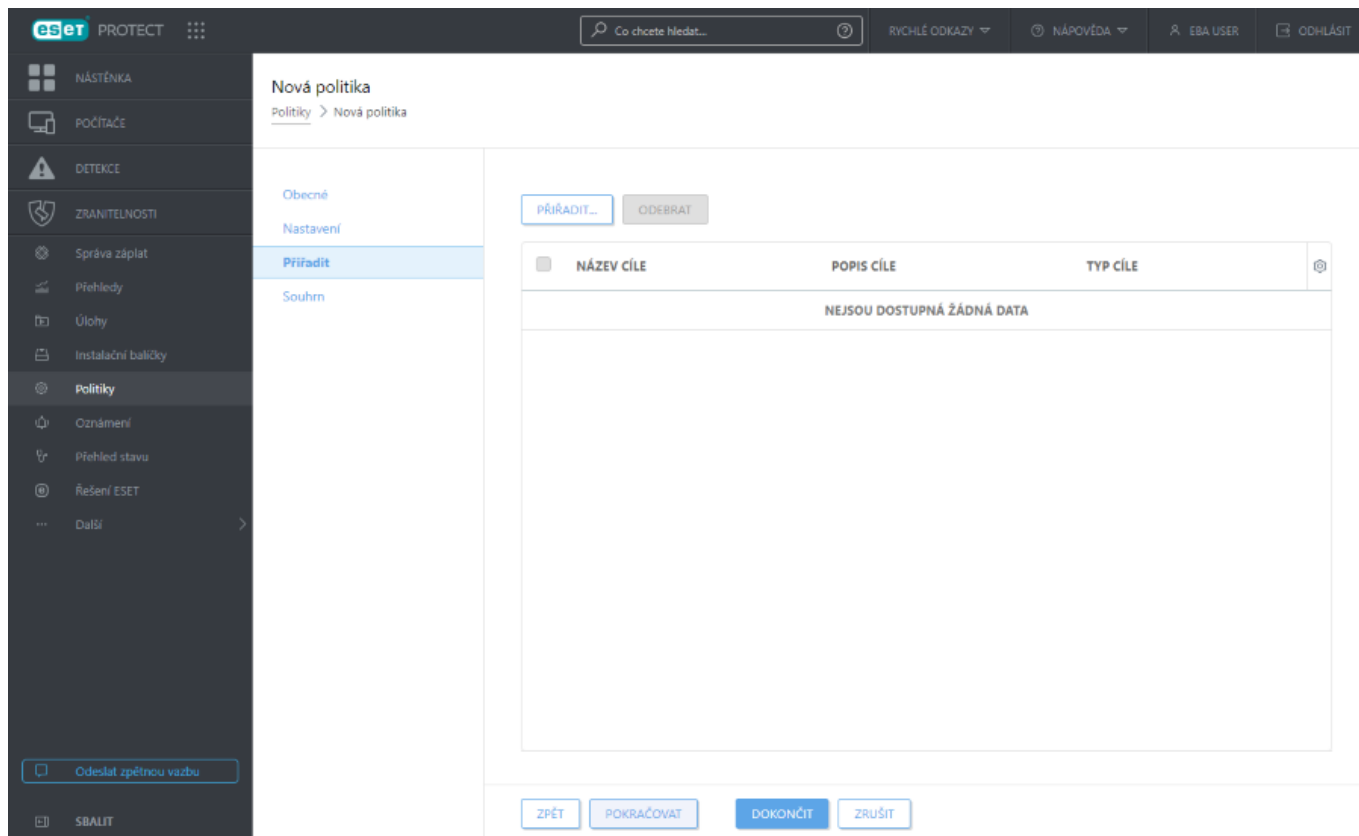 eset PROTECT
Co chcete hledat...
RYCHLÉ ODKAZY
NÁPOVĚDA
EBA USER
ODHLÁSIT
NÁSTĚNKA
POČÍTAČE
DETEKCE
ZRANITELNOSTI
Správa záplat
Přehledy
Úlohy
Instalační balíčky
Politiky
Oznámení
Přehled stavu
Řešení ESET
Další
Odeslat zpětnou vazbu
SBALIT
Nová politika
Politiky > Nová politika
Obecné
Nastavení
Přiřadit
Souhrn
PŘIŘADIT... ODEBRAT
NÁZEV CÍLE POPIS CÍLE TYP CÍLE
NEJSOU DOSTUPNÁ ŽÁDNÁ DATA
ZPĚT POKRAČOVAT DOKONČIT ZRUŠIT